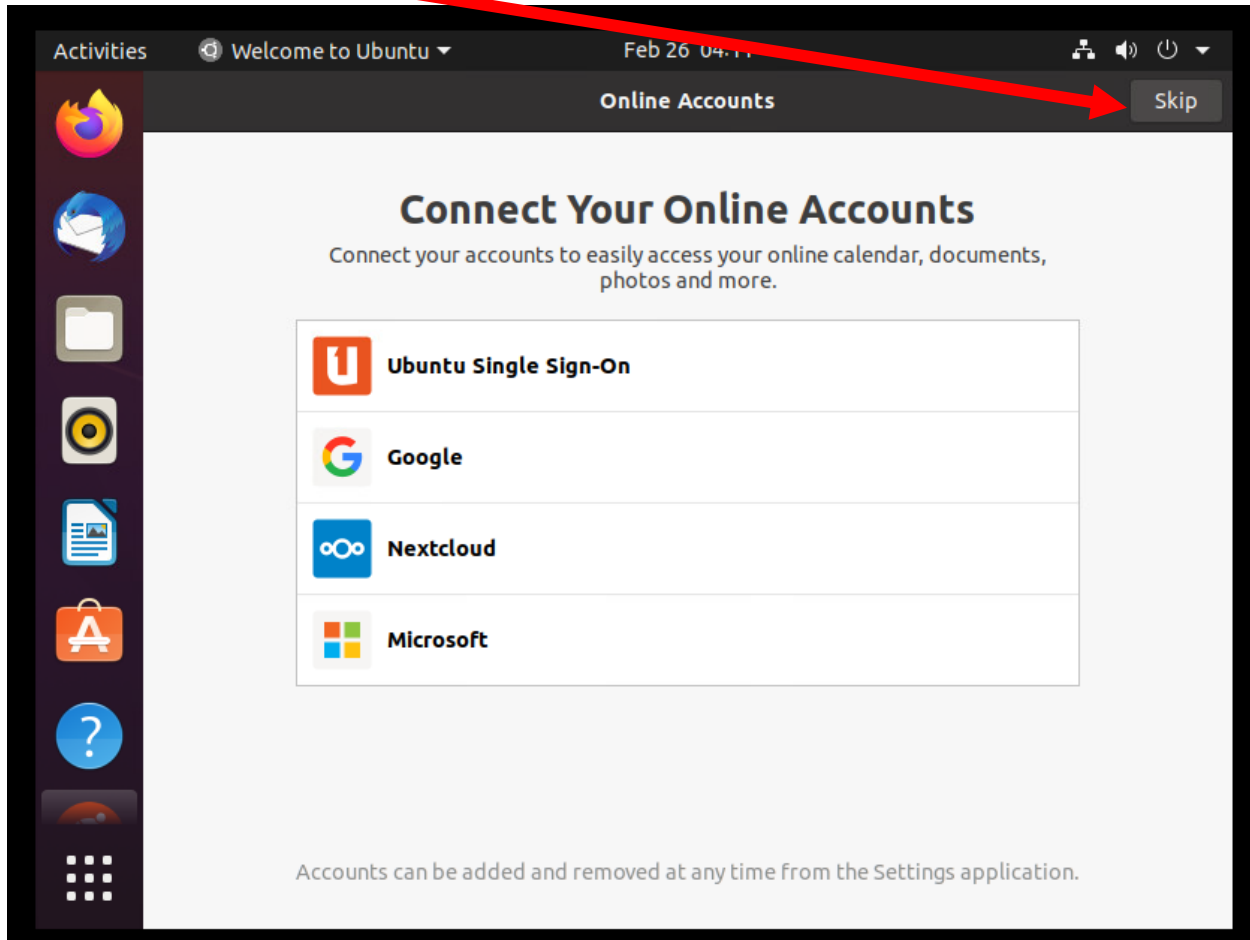 Activities
Welcome to Ubuntu
Feb 26
Online Accounts
Skip
Connect Your Online Accounts
Connect your accounts to easily access your online calendar, documents,
photos and more.
Ubuntu Single Sign-On
Google
Nextcloud
Microsoft
Accounts can be added and removed at any time from the Settings application.